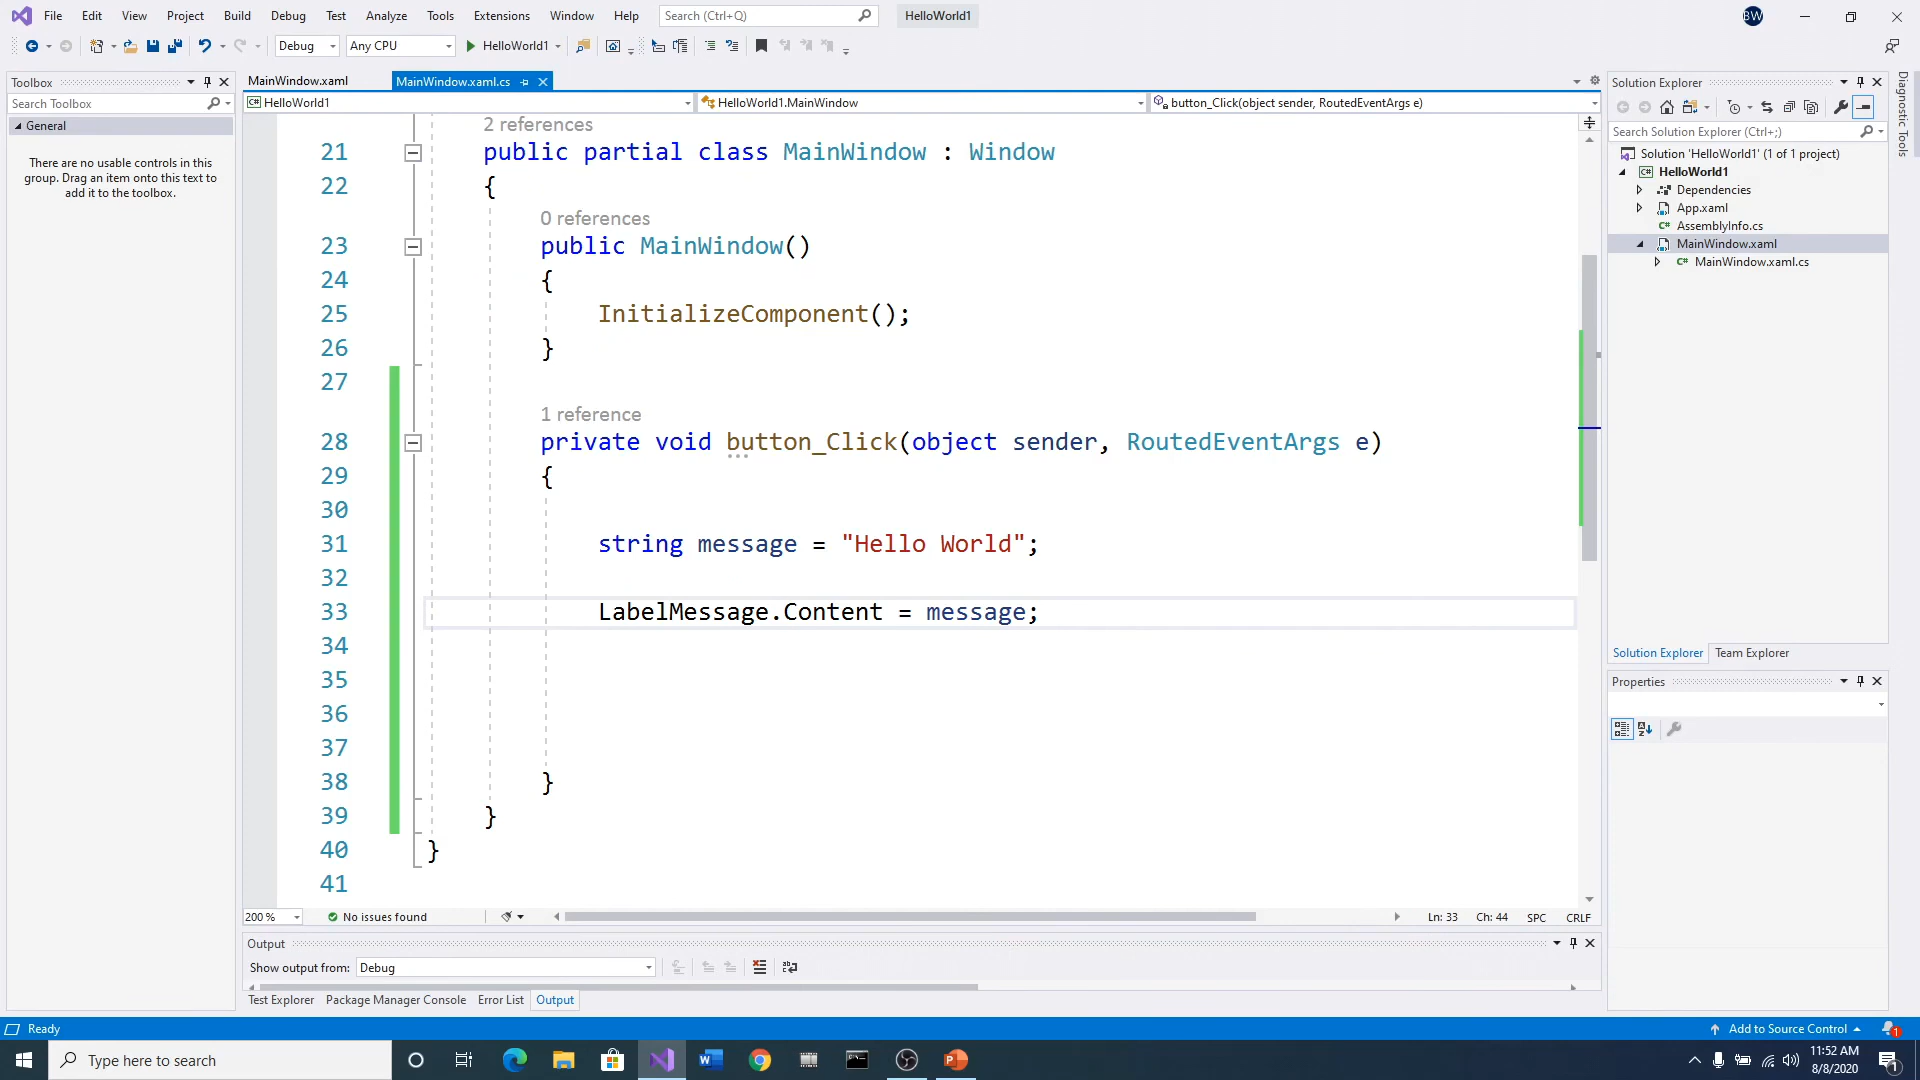 File Edit View Project Build Debug Test Analyze Tools Extensions Window Help Search (Ctrl+Q) HelloWorld1 BW
Debug Any CPU HelloWorld1
Toolbox
Search Toolbox
General
There are no usable controls in this
group. Drag an item onto this text to
add it to the toolbox.
MainWindow.xaml MainWindow.xaml.cs
HelloWorld1 HelloWorld1.MainWindow button_Click(object sender, RoutedEventArgs e)
2 references
21 public partial class MainWindow : Window
22 {
0 references
23 public MainWindow()
24 {
25 InitializeComponent();
26 }
27
1 reference
28 private void button_Click(object sender, RoutedEventArgs e)
29 {
30
31 string message = "Hello World";
32
33 LabelMessage.Content = message;
34
35
36
37
38 }
39 }
40 }
41
200 % No issues found Ln: 33 Ch: 44 SPC CRLF
Output
Show output from: Debug
Test Explorer Package Manager Console Error List Output
Solution Explorer
Search Solution Explorer (Ctrl+;)
Solution 'HelloWorld1' (1 of 1 project)
HelloWorld1
Dependencies
App.xaml
AssemblyInfo.cs
MainWindow.xaml
MainWindow.xaml.cs
Solution Explorer Team Explorer
Properties
Diagnostic Tools
Ready Add to Source Control 1
Type here to search 11:52 AM
8/8/2020 1